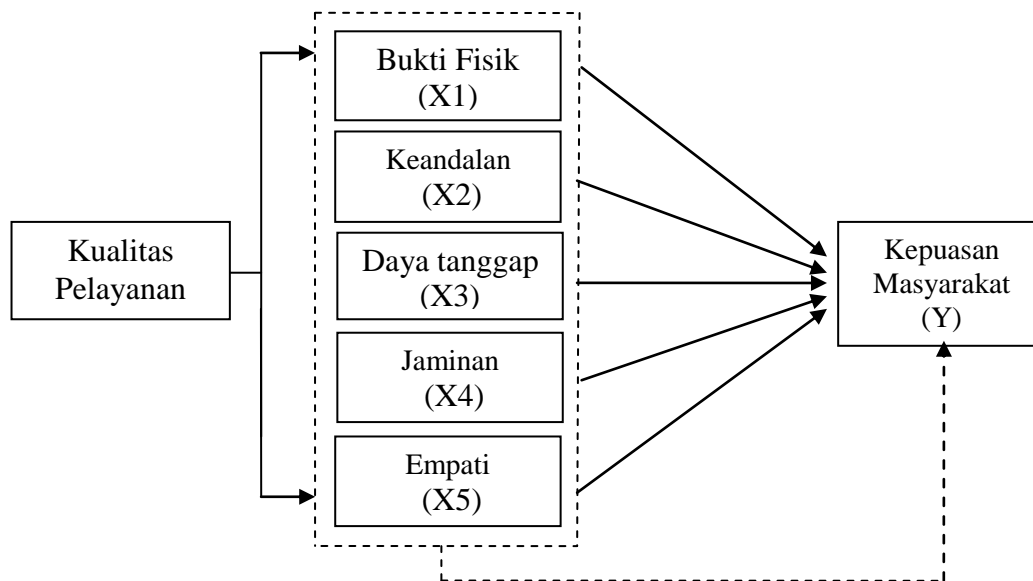 Kualitas
Pelayanan
Bukti Fisik
(X1)
Keandalan
(X2)
Daya tanggap
(X3)
Jaminan
(X4)
Empati
(X5)
Kepuasan
Masyarakat
(Y)